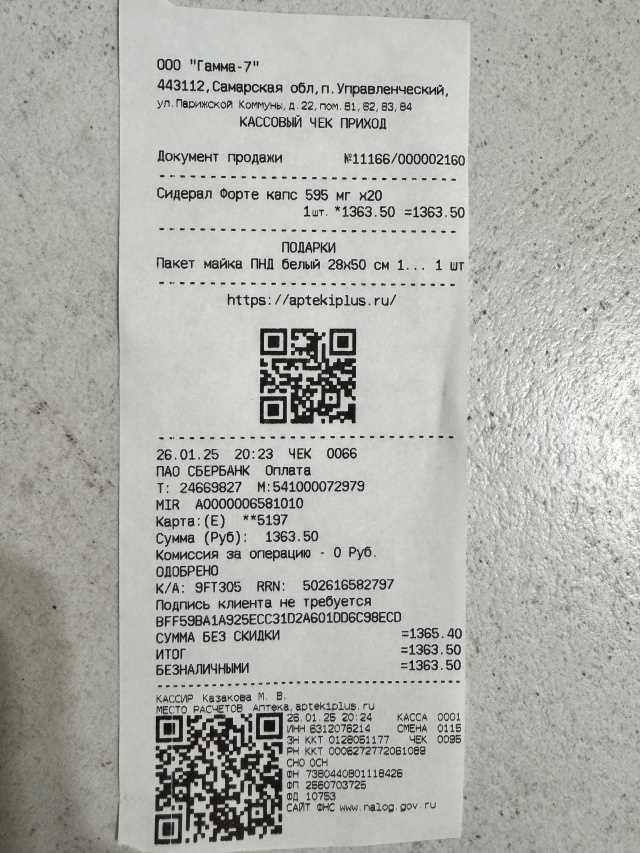 ООО "Гамма-7"
443112,Самарская обл,п.Управленческий,
ул.Парижской Коммуны,д.22,пом.В1,В2,В3,В4
КАССОВЫЙ ЧЕК ПРИХОД
Документ продажи №11166/000002160
Сидерал Форте капс 595 мг х20
1шт. *1363.50 =1363.50
ПОДАРКИ
Пакет майка ПНД белый 28х50 см 1... 1 шт
https://aptekiplus.ru/
26.01.25 20:23 ЧЕК 0066
ПАО СБЕРБАНК Оплата
Т: 24669827 М:541000072979
MIR A0000006581010
Карта:(E) **5197
Сумма (Руб): 1363.50
Комиссия за операцию - 0 Руб.
ОДОБРЕНО
К/А: 9FT305 RRN: 502616582797
Подпись клиента не требуется
BFF59BA1A925ECC31D2A601DD6C98ECD
СУММА БЕЗ СКИДКИ =1365.40
ИТОГ =1363.50
БЕЗНАЛИЧНЫМИ =1363.50
КАССИР Казакова М. В.
МЕСТО РАСЧЕТОВ Аптека,aptekiplus.ru
26.01.25 20:24 КАССА 0001
ИНН 6312076214 СМЕНА 0115
ЗН ККТ 0128051177 ЧЕК 0095
РН ККТ 0006272772061089
СНО ОСН
ФН 7380440801118426
ФП 2560703725
ФД 10753
САЙТ ФНС www.nalog.gov.ru